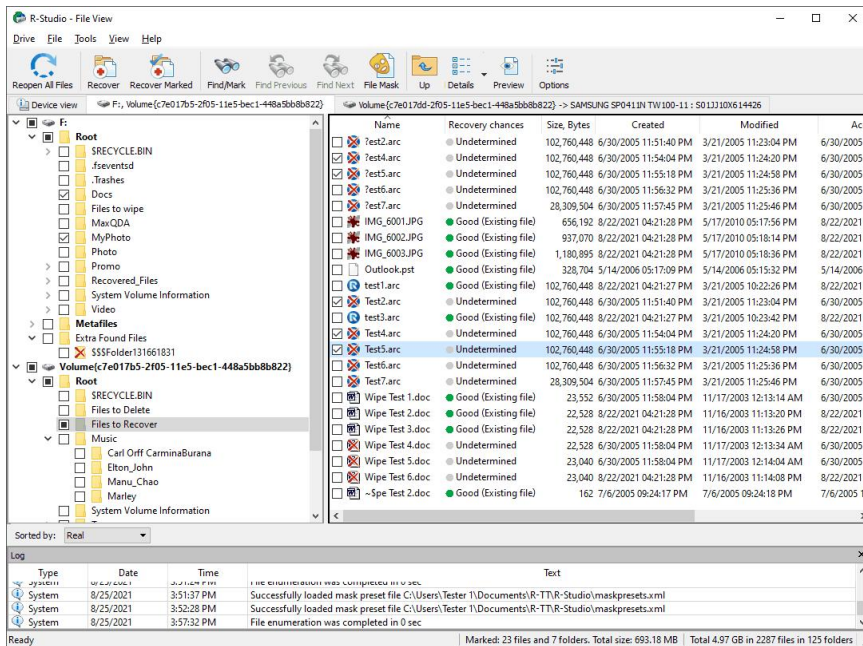 R-Studio - File View
Drive File Tools View Help
Reopen All Files Recover Recover Marked Find/Mark Find Previous Find Next File Mask Up Details Preview Options
Device view F:, Volume{c7e017b5-2f05-11e5-bec1-448a5bb8b822} Volume{c7e017dd-2f05-11e5-bec1-448a5bb8b822} -> SAMSUNG SP0411N TW100-11 : S01JJ10X614426
F:
Root
$RECYCLE.BIN
.fseventsd
.Trashes
Docs
Files to wipe
MaxQDA
MyPhoto
Photo
Promo
Recovered_Files
System Volume Information
Video
Metafiles
Extra Found Files
$$$Folder131661831
Volume{c7e017b5-2f05-11e5-bec1-448a5bb8b822}
Root
$RECYCLE.BIN
Files to Delete
Files to Recover
Music
Carl Orff CarminaBurana
Elton_John
Manu_Chao
Marley
System Volume Information
Name Recovery chances Size, Bytes Created Modified Ac
?est2.arc Undetermined 102,760,448 6/30/2005 11:51:40 PM 3/21/2005 11:23:04 PM 6/30/2005
?est4.arc Undetermined 102,760,448 6/30/2005 11:54:04 PM 3/21/2005 11:24:20 PM 6/30/2005
?est5.arc Undetermined 102,760,448 6/30/2005 11:55:18 PM 3/21/2005 11:24:58 PM 6/30/2005
?est6.arc Undetermined 102,760,448 6/30/2005 11:56:32 PM 3/21/2005 11:25:36 PM 6/30/2005
?est7.arc Undetermined 28,309,504 6/30/2005 11:57:45 PM 3/21/2005 11:25:46 PM 6/30/2005
IMG_6001.JPG Good (Existing file) 656,192 8/22/2021 04:21:28 PM 5/17/2010 05:17:56 PM 8/22/2021
IMG_6002.JPG Good (Existing file) 937,070 8/22/2021 04:21:28 PM 5/17/2010 05:18:14 PM 8/22/2021
IMG_6003.JPG Good (Existing file) 1,180,895 8/22/2021 04:21:28 PM 5/17/2010 05:18:36 PM 8/22/2021
Outlook.pst Good (Existing file) 328,704 5/14/2006 05:17:09 PM 5/14/2006 05:15:32 PM 5/14/2006
test1.arc Good (Existing file) 102,760,448 8/22/2021 04:21:27 PM 3/21/2005 10:22:26 PM 8/22/2021
Test2.arc Undetermined 102,760,448 6/30/2005 11:51:40 PM 3/21/2005 11:23:04 PM 6/30/2005
test3.arc Good (Existing file) 102,760,448 8/22/2021 04:21:27 PM 3/21/2005 10:23:42 PM 8/22/2021
Test4.arc Undetermined 102,760,448 6/30/2005 11:54:04 PM 3/21/2005 11:24:20 PM 6/30/2005
Test5.arc Undetermined 102,760,448 6/30/2005 11:55:18 PM 3/21/2005 11:24:58 PM 6/30/2005
Test6.arc Undetermined 102,760,448 6/30/2005 11:56:32 PM 3/21/2005 11:25:36 PM 6/30/2005
Test7.arc Undetermined 28,309,504 6/30/2005 11:57:45 PM 3/21/2005 11:25:46 PM 6/30/2005
Wipe Test 1.doc Good (Existing file) 23,552 6/30/2005 11:58:04 PM 11/17/2003 12:13:14 AM 6/30/2005
Wipe Test 2.doc Good (Existing file) 22,528 8/22/2021 04:21:28 PM 11/16/2003 11:13:20 PM 8/22/2021
Wipe Test 3.doc Good (Existing file) 22,528 8/22/2021 04:21:28 PM 11/16/2003 11:13:26 PM 8/22/2021
Wipe Test 4.doc Undetermined 22,528 6/30/2005 11:58:04 PM 11/17/2003 12:13:34 AM 6/30/2005
Wipe Test 5.doc Undetermined 23,040 6/30/2005 11:58:04 PM 11/17/2003 12:14:04 AM 6/30/2005
Wipe Test 6.doc Undetermined 23,040 8/22/2021 04:21:28 PM 11/16/2003 11:14:08 PM 8/22/2021
~$pe Test 2.doc Good (Existing file) 162 7/6/2005 09:24:17 PM 7/6/2005 09:24:18 PM 7/6/2005 1
Sorted by: Real
Log
Type Date Time Text
System 8/25/2021 3:51:24 PM File enumeration was completed in 0 sec
System 8/25/2021 3:51:37 PM Successfully loaded mask preset file C:\Users\Tester 1\Documents\R-TT\R-Studio\maskpresets.xml
System 8/25/2021 3:52:28 PM Successfully loaded mask preset file C:\Users\Tester 1\Documents\R-TT\R-Studio\maskpresets.xml
System 8/25/2021 3:57:32 PM File enumeration was completed in 0 sec
Ready Marked: 23 files and 7 folders. Total size: 693.18 MB Total 4.97 GB in 2287 files in 125 folders